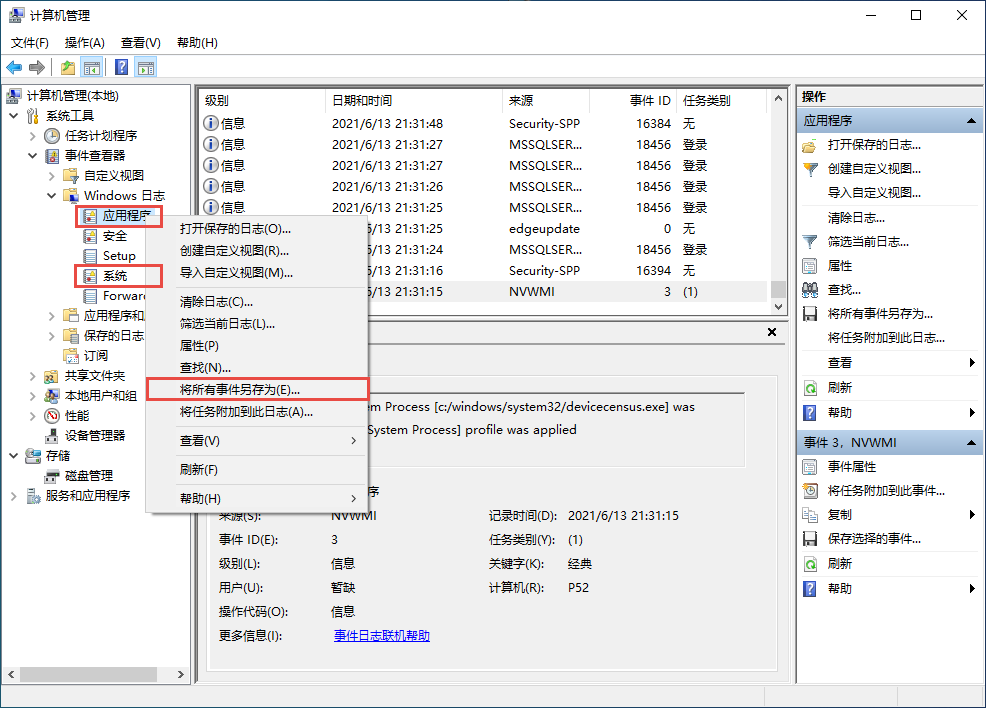 计算机管理
文件(F) 操作(A) 查看(V) 帮助(H)
计算机管理(本地)
系统工具
任务计划程序
事件查看器
自定义视图
Windows 日志
应用程序
安全
Setup
系统
Forward
应用程序和
保存的日志
订阅
共享文件夹
本地用户和组
性能
设备管理器
存储
磁盘管理
服务和应用程序
级别 日期和时间 来源 事件 ID 任务类别
信息 2021/6/13 21:31:48 Security-SPP 16384 无
信息 2021/6/13 21:31:27 MSSQLSER... 18456 登录
信息 2021/6/13 21:31:27 MSSQLSER... 18456 登录
信息 2021/6/13 21:31:26 MSSQLSER... 18456 登录
信息 2021/6/13 21:31:25 MSSQLSER... 18456 登录
6/13 21:31:25 edgeupdate 0 无
6/13 21:31:24 MSSQLSER... 18456 登录
6/13 21:31:16 Security-SPP 16394 无
6/13 21:31:15 NVWMI 3 (1)
打开保存的日志(O)...
创建自定义视图(R)...
导入自定义视图(M)...
清除日志(C)...
筛选当前日志(L)...
属性(P)
查找(N)...
将所有事件另存为(E)...
将任务附加到此日志(A)...
查看(V)
刷新(F)
帮助(H)
m Process [c:/windows/system32/devicecensus.exe] was
System Process] profile was applied
序
来源(S): NVWMI 记录时间(D): 2021/6/13 21:31:15
事件 ID(E): 3 任务类别(Y): (1)
级别(L): 信息 关键字(K): 经典
用户(U): 暂缺 计算机(R): P52
操作代码(O): 信息
更多信息(I): 事件日志联机帮助
操作
应用程序
打开保存的日志...
创建自定义视图...
导入自定义视图...
清除日志...
筛选当前日志...
属性
查找...
将所有事件另存为...
将任务附加到此日志...
查看
刷新
帮助
事件 3，NVWMI
事件属性
将任务附加到此事件...
复制
保存选择的事件...
刷新
帮助